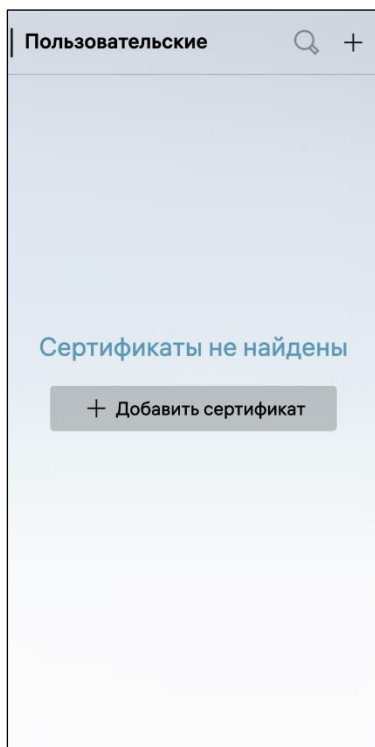 Пользовательские
Сертификаты не найдены
+ Добавить сертификат